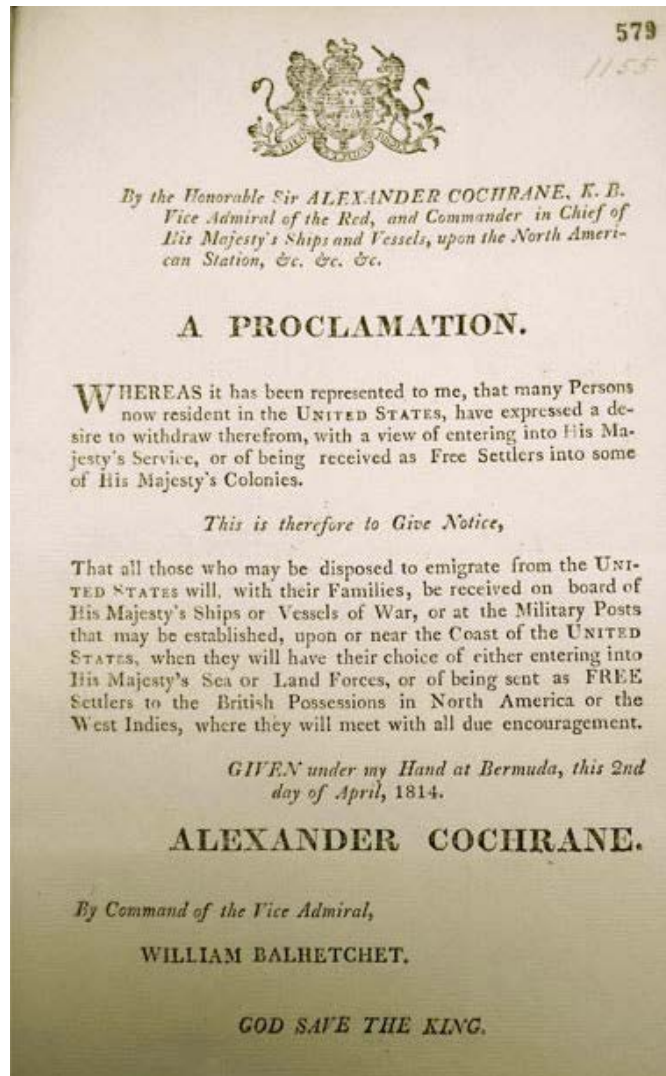 579
1155
By the Honorable Sir ALEXANDER COCHRANE, K. B.
Vice Admiral of the Red, and Commander in Chief of
His Majesty's Ships and Vessels, upon the North Ameri-
can Station, &c. &c. &c.
A PROCLAMATION.
WHEREAS it has been represented to me, that many Persons
now resident in the UNITED STATES, have expressed a de-
sire to withdraw therefrom, with a view of entering into His Ma-
jesty's Service, or of being received as Free Settlers into some
of His Majesty's Colonies.
This is therefore to Give Notice,
That all those who may be disposed to emigrate from the UNI-
TED STATES will, with their Families, be received on board of
His Majesty's Ships or Vessels of War, or at the Military Posts
that may be established, upon or near the Coast of the UNITED
STATES, when they will have their choice of either entering into
His Majesty's Sea or Land Forces, or of being sent as FREE
Settlers to the British Possessions in North America or the
West Indies, where they will meet with all due encouragement.
GIVEN under my Hand at Bermuda, this 2nd
day of April, 1814.
ALEXANDER COCHRANE.
By Command of the Vice Admiral,
WILLIAM BALHETCHET.
GOD SAVE THE KING.